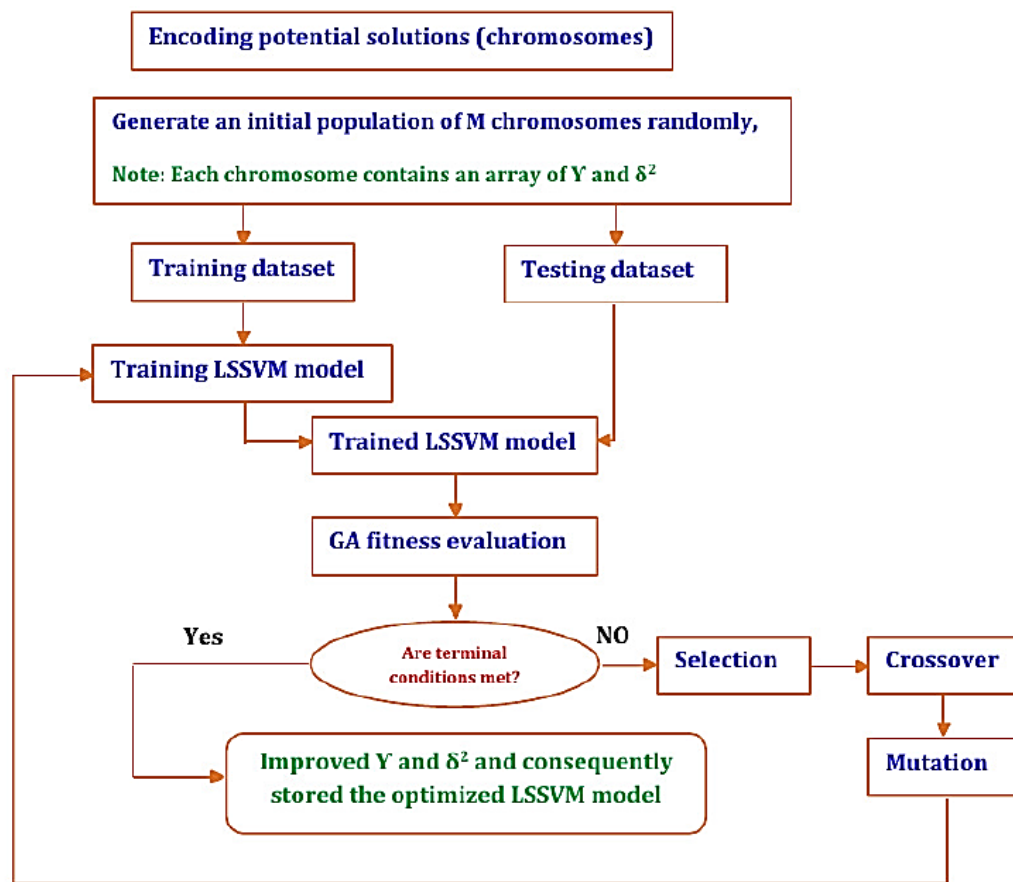 Encoding potential solutions (chromosomes)
Generate an initial population of M chromosomes randomly,
Note: Each chromosome contains an array of ϒ and δ²
Training dataset
Testing dataset
Training LSSVM model
Trained LSSVM model
GA fitness evaluation
Yes
NO
Are terminal
conditions met?
Selection
Crossover
Improved ϒ and δ² and consequently
stored the optimized LSSVM model
Mutation